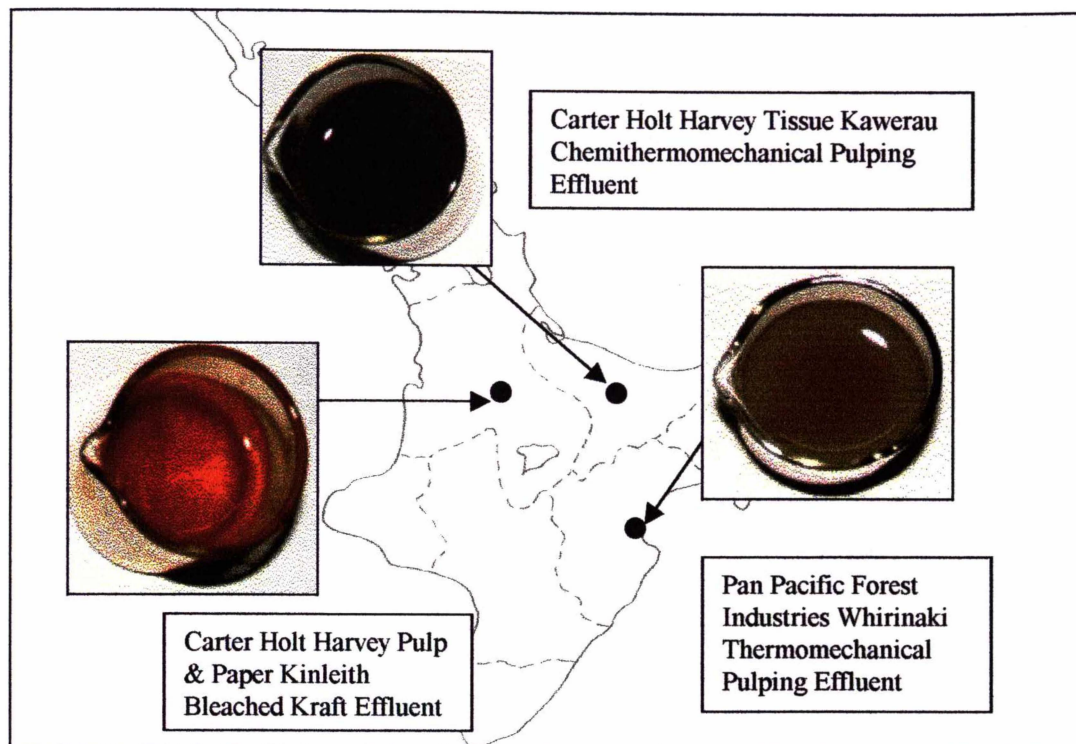 Carter Holt Harvey Tissue Kawerau
Chemithermomechanical Pulping
Effluent
Carter Holt Harvey Pulp
& Paper Kinleith
Bleached Kraft Effluent
Pan Pacific Forest
Industries Whirinaki
Thermomechanical
Pulping Effluent